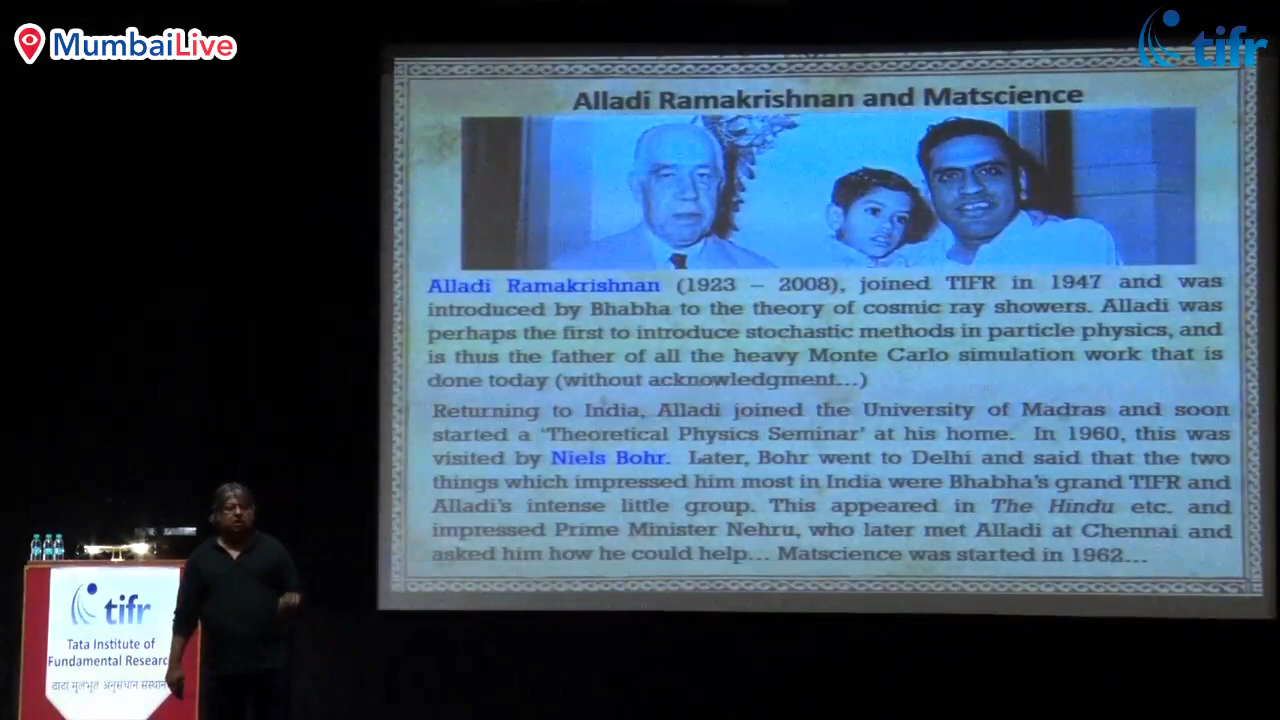 MumbaiLive
tifr
Alladi Ramakrishnan and Matscience
Alladi Ramakrishnan (1923 – 2008), joined TIFR in 1947 and was
introduced by Bhabha to the theory of cosmic ray showers. Alladi was
perhaps the first to introduce stochastic methods in particle physics, and
is thus the father of all the heavy Monte Carlo simulation work that is
done today (without acknowledgment...)
Returning to India, Alladi joined the University of Madras and soon
started a ‘Theoretical Physics Seminar’ at his home. In 1960, this was
visited by Niels Bohr. Later, Bohr went to Delhi and said that the two
things which impressed him most in India were Bhabha’s grand TIFR and
Alladi’s intense little group. This appeared in The Hindu etc. and
impressed Prime Minister Nehru, who later met Alladi at Chennai and
asked him how he could help... Matscience was started in 1962...
tifr
Tata Institute of
Fundamental Research
टाटा मूलभूत अनुसंधान संस्थान